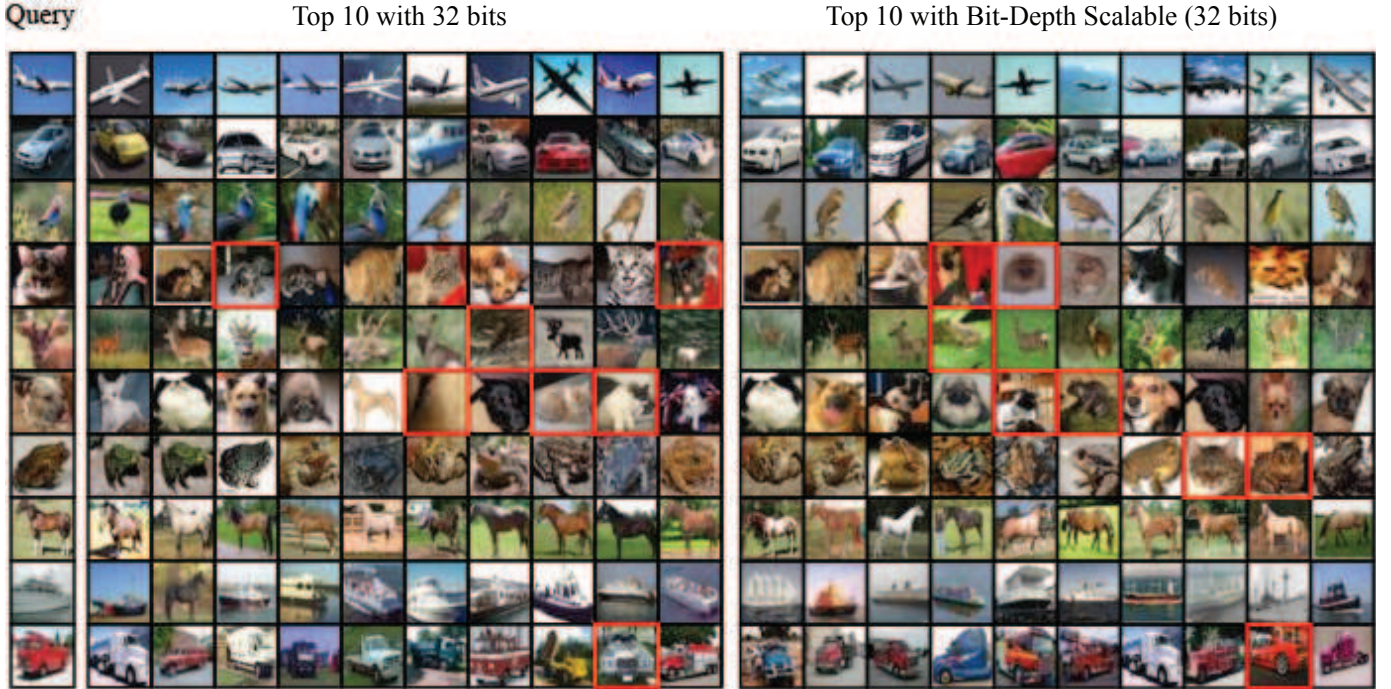 Query
Top 10 with 32 bits
Top 10 with Bit-Depth Scalable (32 bits)